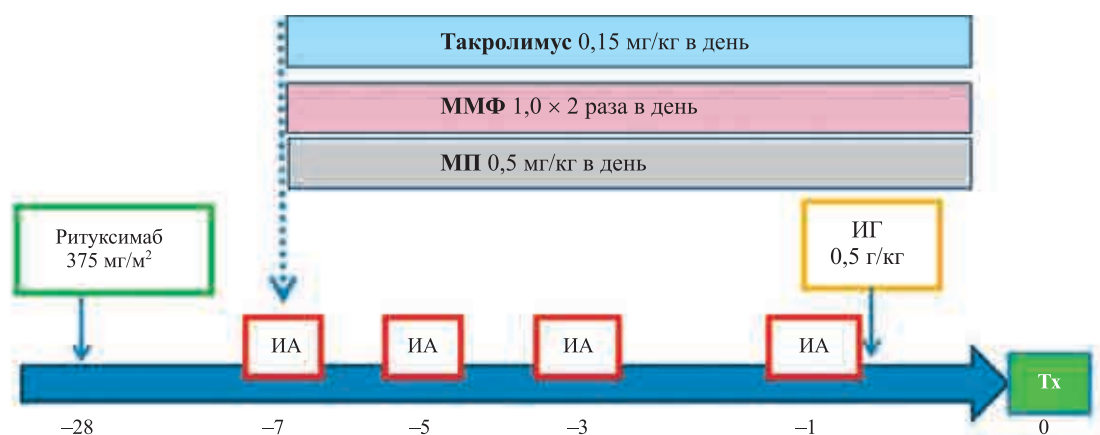 Такролимус 0,15 мг/кг в день
ММФ 1,0 × 2 раза в день
МП 0,5 мг/кг в день
Ритуксимаб
375 мг/м²
ИГ
0,5 г/кг
ИА
ИА
ИА
ИА
Тх
–28
–7
–5
–3
–1
0